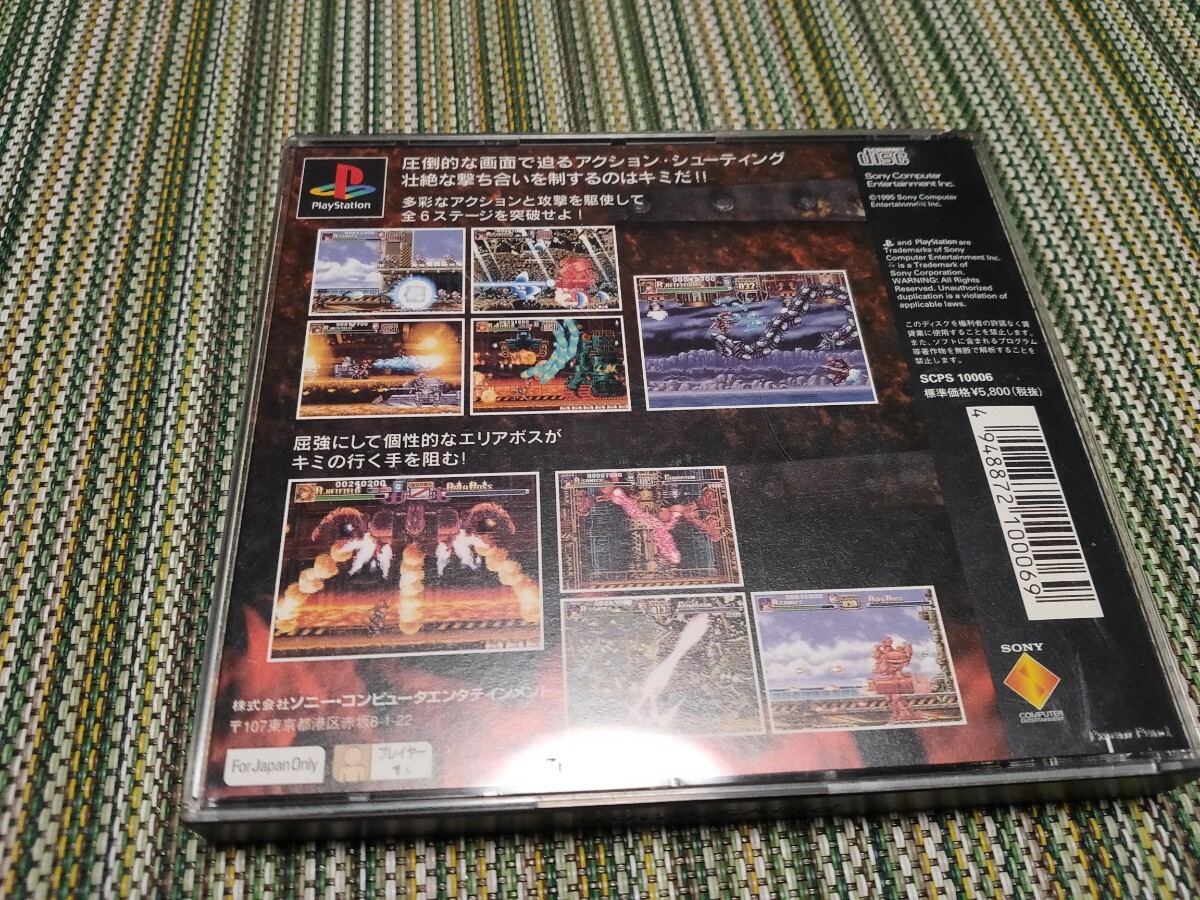 PlayStation
圧倒的な画面で迫るアクション・シューティング
壮絶な撃ち合いを制するのはキミだ!!
多彩なアクションと攻撃を駆使して
全6ステージを突破せよ!
屈強にして個性的なエリアボスが
キミの行く手を阻む!
00240200
R.HETFIELD
AREA BOSS
株式会社ソニー・コンピュータエンタテインメント
〒107東京都港区赤坂8-1-22
For Japan Only
プレイヤー
1人
COMPACT
disc
Sony Computer
Entertainment Inc.
©1995 Sony Computer
Entertainment Inc.
and PlayStation are
Trademarks of Sony
Computer Entertainment Inc.
is a Trademark of
Sony Corporation.
WARNING: All Rights
Reserved. Unauthorized
duplication is a violation of
applicable laws.
このディスクを権利者の許諾なく賃
貸業に使用することを禁止します。
また、ソフトに含まれるプログラム
等著作物を無断で解析することを
禁止します。
SCPS 10006
標準価格¥5,800(税抜)
4 948872 100069
SONY
COMPUTER
ENTERTAINMENT